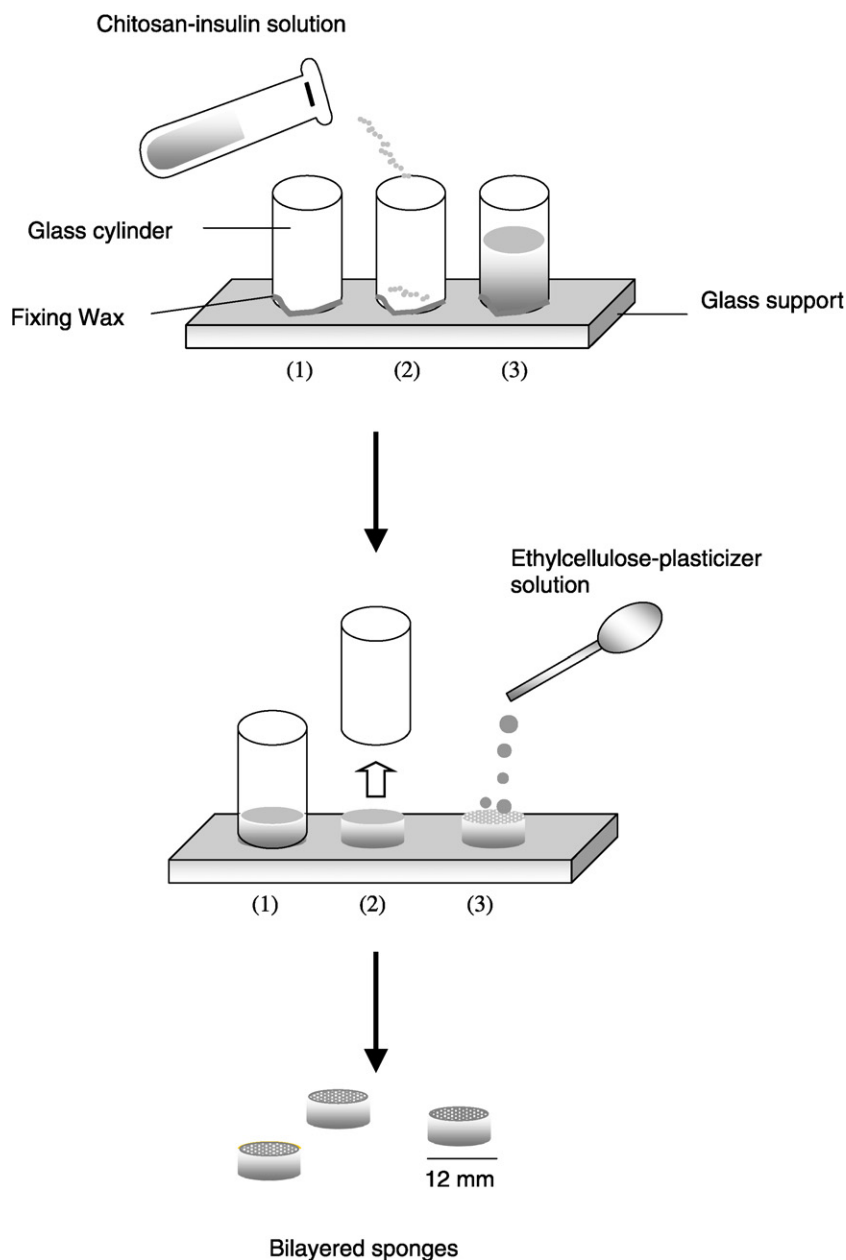 Chitosan-insulin solution
Glass cylinder
Fixing Wax
Glass support
(1)
(2)
(3)
Ethylcellulose-plasticizer
solution
(1)
(2)
(3)
12 mm
Bilayered sponges